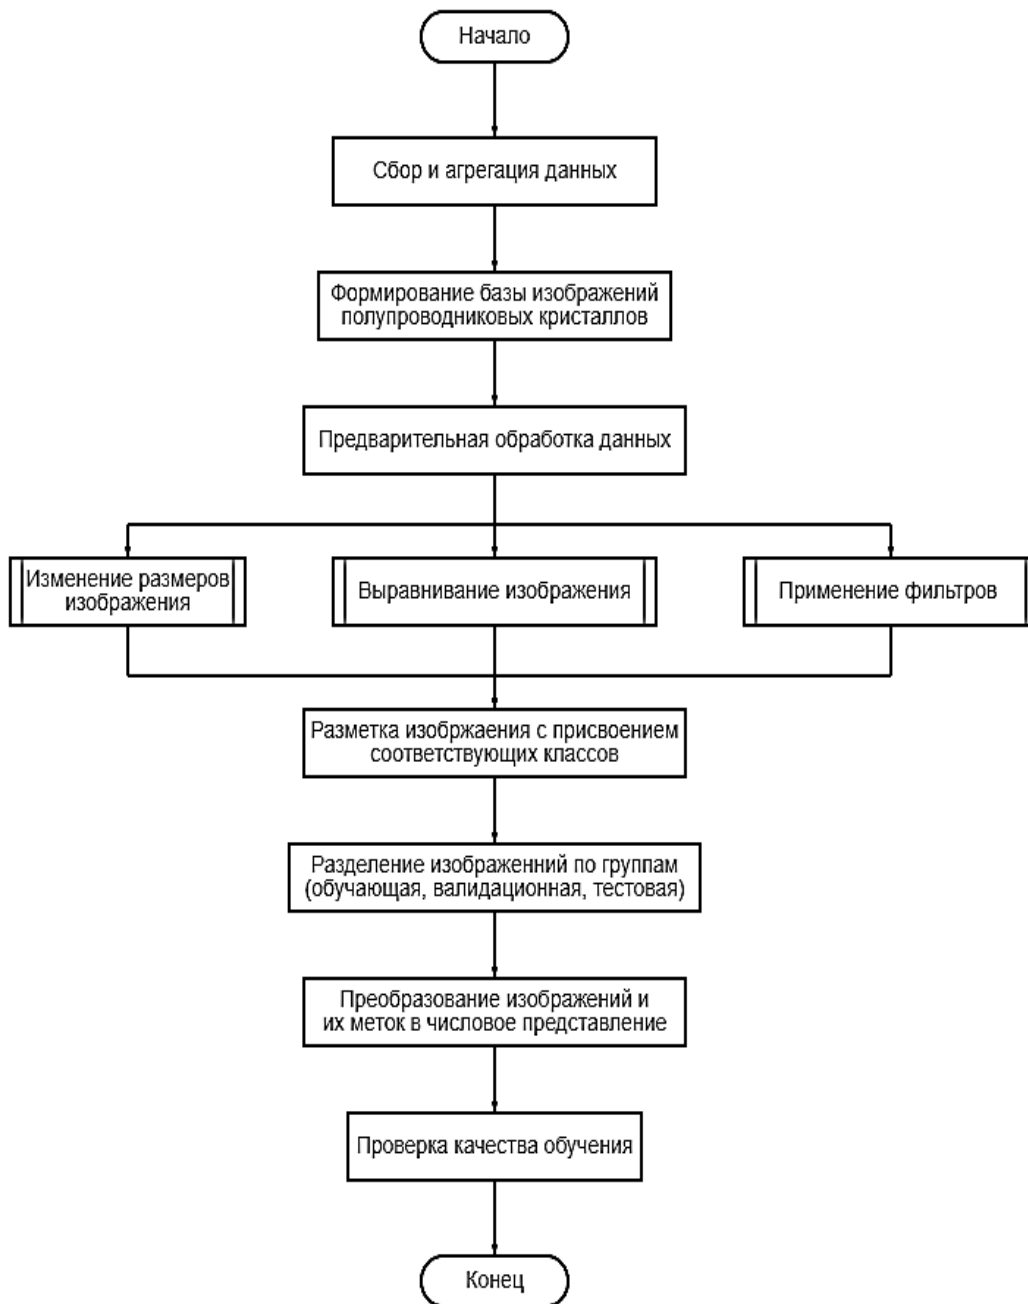 Начало
Сбор и агрегация данных
Формирование базы изображений
полупроводниковых кристаллов
Предварительная обработка данных
Изменение размеров
изображения
Выравнивание изображения
Применение фильтров
Разметка изобржаения с присвоением
соответствующих классов
Разделение изображенний по группам
(обучающая, валидационная, тестовая)
Преобразование изображений и
их меток в числовое представление
Проверка качества обучения
Конец